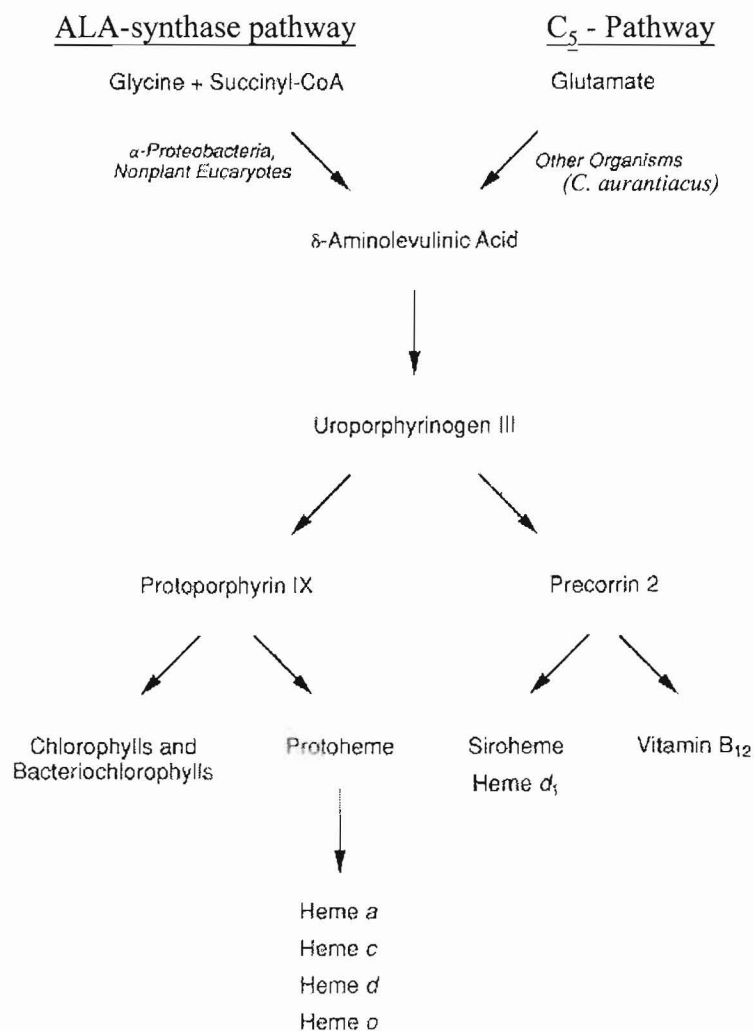 ALA-synthase pathway
C5 - Pathway
Glycine + Succinyl-CoA
Glutamate
α-Proteobacteria,
Nonplant Eucaryotes
Other Organisms
(C. aurantiacus)
δ-Aminolevulinic Acid
Uroporphyrinogen III
Protoporphyrin IX
Precorrin 2
Chlorophylls and
Bacteriochlorophylls
Protoheme
Siroheme
Heme d1
Vitamin B12
Heme a
Heme c
Heme d
Heme o